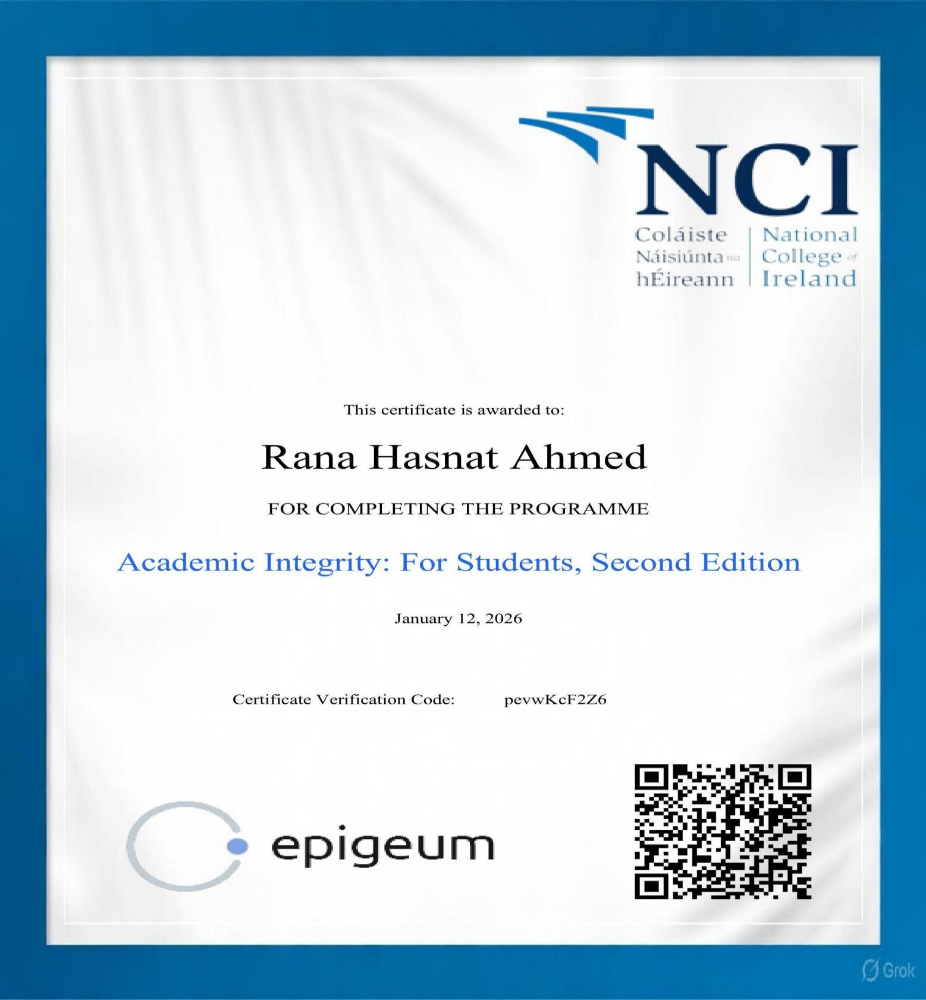 NCI
Coláiste
Náisiúnta na
hÉireann
National
College of
Ireland
This certificate is awarded to:
Rana Hasnat Ahmed
FOR COMPLETING THE PROGRAMME
Academic Integrity: For Students, Second Edition
January 12, 2026
Certificate Verification Code: pevwKcF2Z6
epigeum
Grok